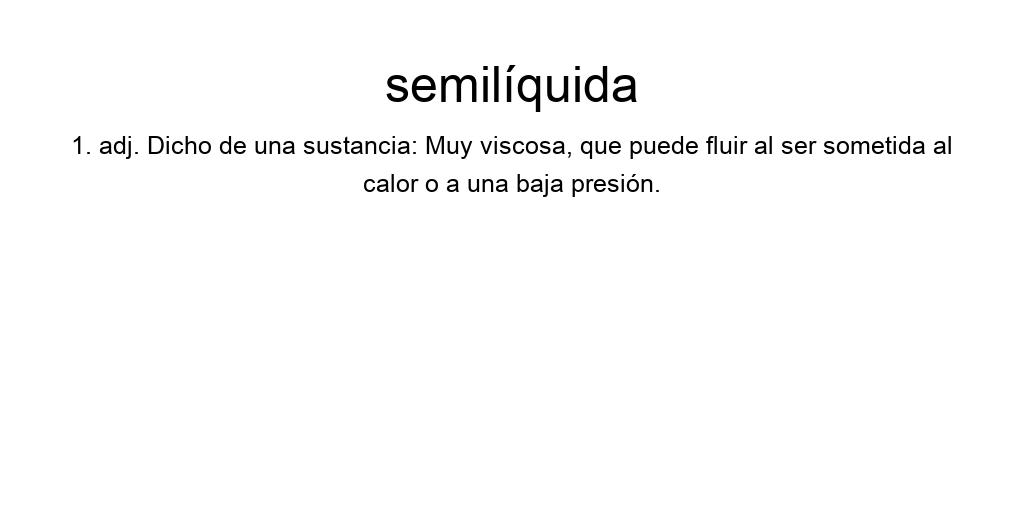 semilíquida
1. adj. Dicho de una sustancia: Muy viscosa, que puede fluir al ser sometida al
calor o a una baja presión.